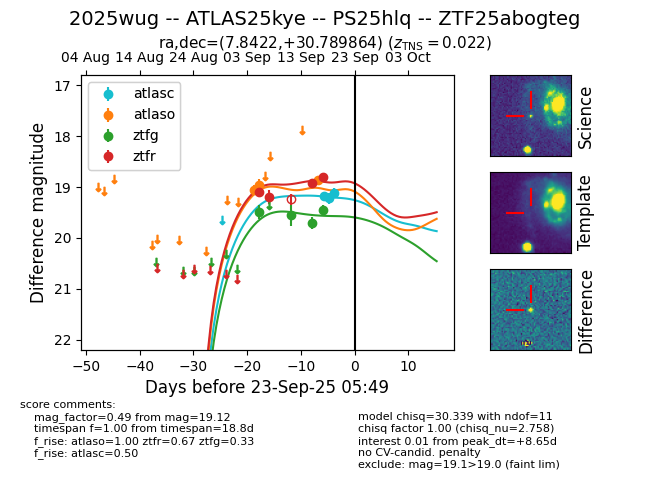 2025wug -- ATLAS25kye -- PS25hlq -- ZTF25abogteg
ra,dec=(7.8422,+30.789864) (z_TNS = 0.022)
04 Aug 14 Aug 24 Aug 03 Sep 13 Sep 23 Sep 03 Oct
atlasc
atlaso
ztfg
ztfr
17
18
19
20
21
22
Difference magnitude
−50 −40 −30 −20 −10 0 10
Days before 23-Sep-25 05:49
Science
Template
Difference
score comments:
mag_factor=0.49 from mag=19.12
timespan f=1.00 from timespan=18.8d
f_rise: atlaso=1.00 ztfr=0.67 ztfg=0.33
f_rise: atlasc=0.50
model chisq=30.339 with ndof=11
chisq factor 1.00 (chisq_nu=2.758)
interest 0.01 from peak_dt=+8.65d
no CV-candid. penalty
exclude: mag=19.1>19.0 (faint lim)